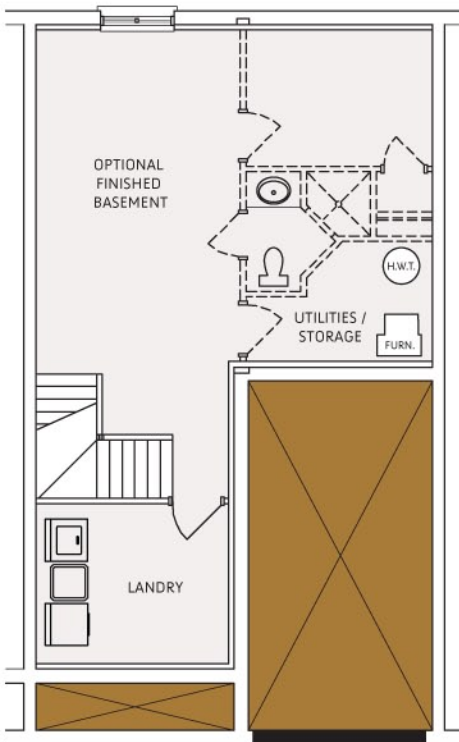 OPTIONAL
FINISHED
BASEMENT
H.W.T.
UTILITIES /
STORAGE
FURN.
LANDRY